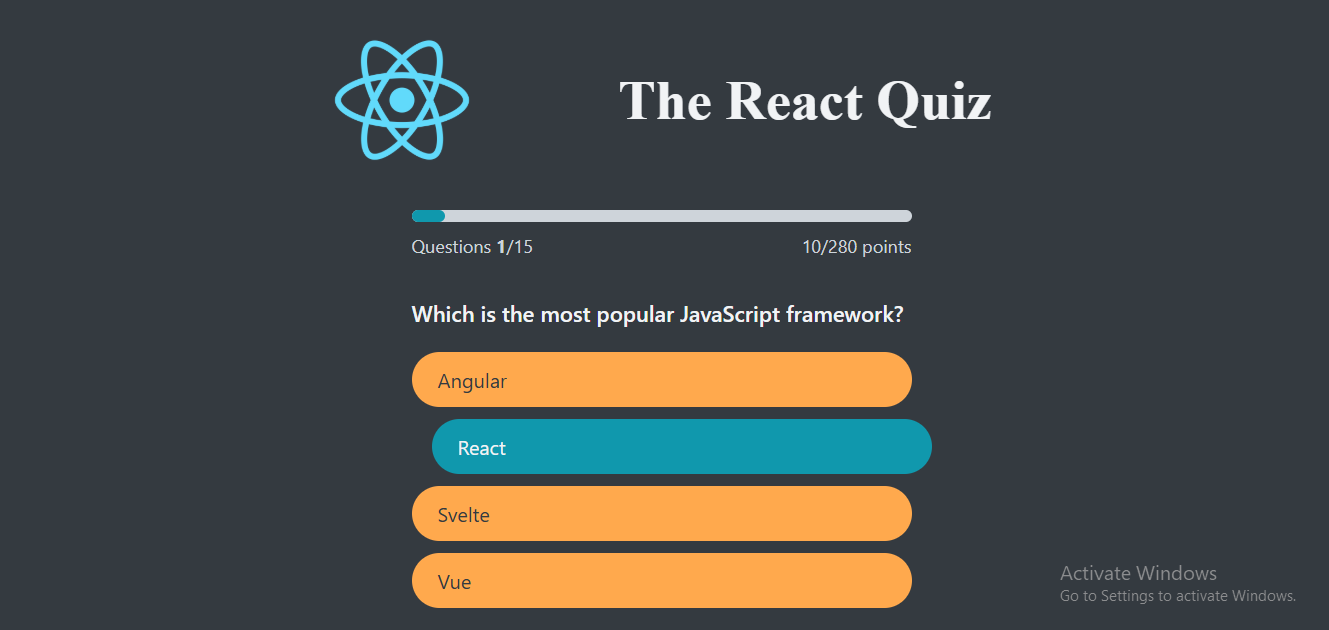 The React Quiz
Questions 1/15
10/280 points
Which is the most popular JavaScript framework?
Angular
React
Svelte
Vue
Activate Windows
Go to Settings to activate Windows.